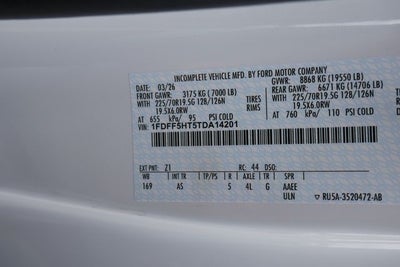 INCOMPLETE VEHICLE MFD. BY FORD MOTOR COMPANY
03/26 GVWR: 8868 KG (19550 LB)
FRONT GAWR: 3175 KG (7000 LB) REAR GAWR: 6671 KG (14706 LB)
WITH WITH
225/70R19.5G 128/126N TIRES 225/70R19.5G 128/126N
19.5X6.0RW RIMS 19.5X6.0RW
AT 655 kPa/ 95 PSI COLD AT 760 kPa/ 110 PSI COLD
VIN: 1FDFF5HT5TDA14201
EXT PNT: Z1 RC: 44 DSO:
WB INT TR TP/PS R AXLE TR SPR
169 AS 5 4L G AAEE
ULN RU5A-3520472-AB